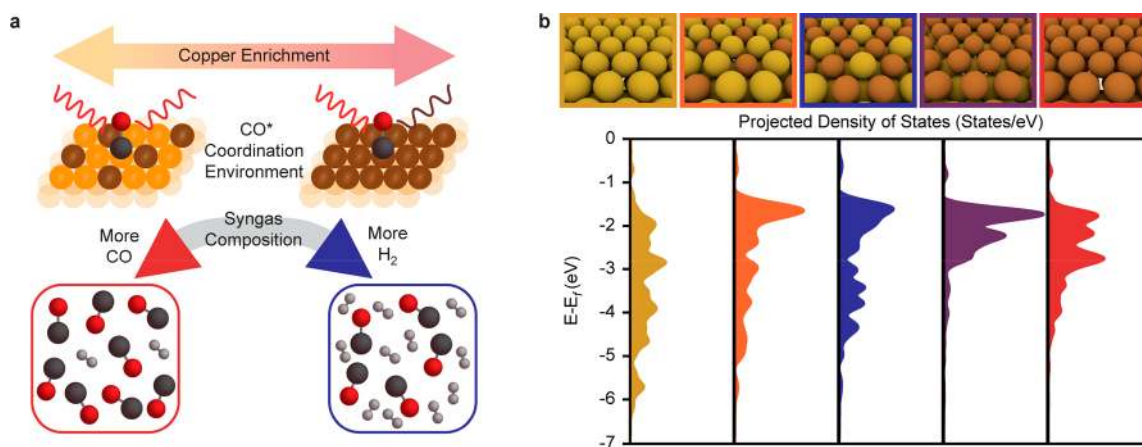 a
Copper Enrichment
CO*
Coordination
Environment
Syngas
Composition
More
CO
More
H₂
b
Projected Density of States (States/eV)
E-E_f (eV)
0
-1
-2
-3
-4
-5
-6
-7